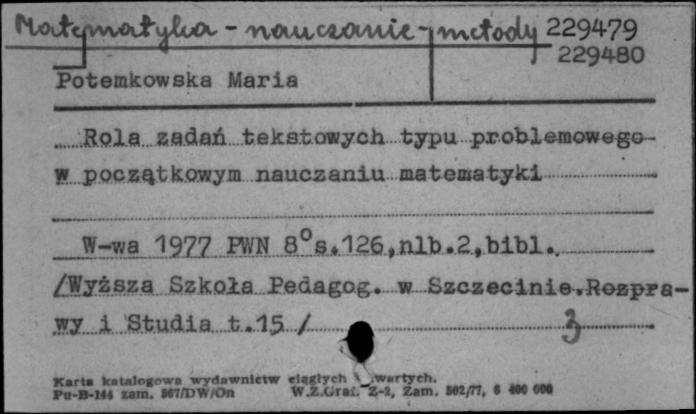 Matematyka - nauczanie - metody 229479
229480
Potemkowska Maria
Rola zadań tekstowych typu problemowego
w początkowym nauczaniu matematyki
W-wa 1977 PWN 8° s.126,nlb.2,bibl.
/Wyższa Szkoła Pedagog. w Szczecinie.Rozpra-
wy i Studia t.15 /
3
Karta katalogowa wydawnictw ciągłych wartych.
Pu-B-144 zam. 567/DW/On W.Z.Graf. Z-2, Zam. 502/77, 6 400 000